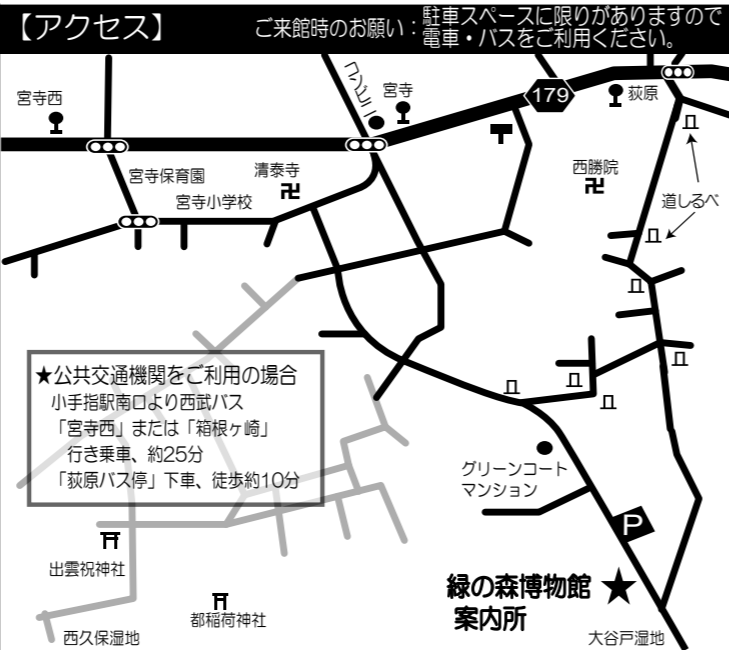 【アクセス】
ご来館時のお願い：
駐車スペースに限りがありますので
電車・バスをご利用ください。
宮寺西
コンビニ
宮寺
179
荻原
宮寺保育園
清泰寺
宮寺小学校
西勝院
道しるべ
★公共交通機関をご利用の場合
小手指駅南口より西武バス
「宮寺西」または「箱根ヶ崎」
行き乗車、約25分
「荻原バス停」下車、徒歩約10分
グリーンコート
マンション
P
出雲祝神社
都稲荷神社
緑の森博物館
案内所
西久保湿地
大谷戸湿地